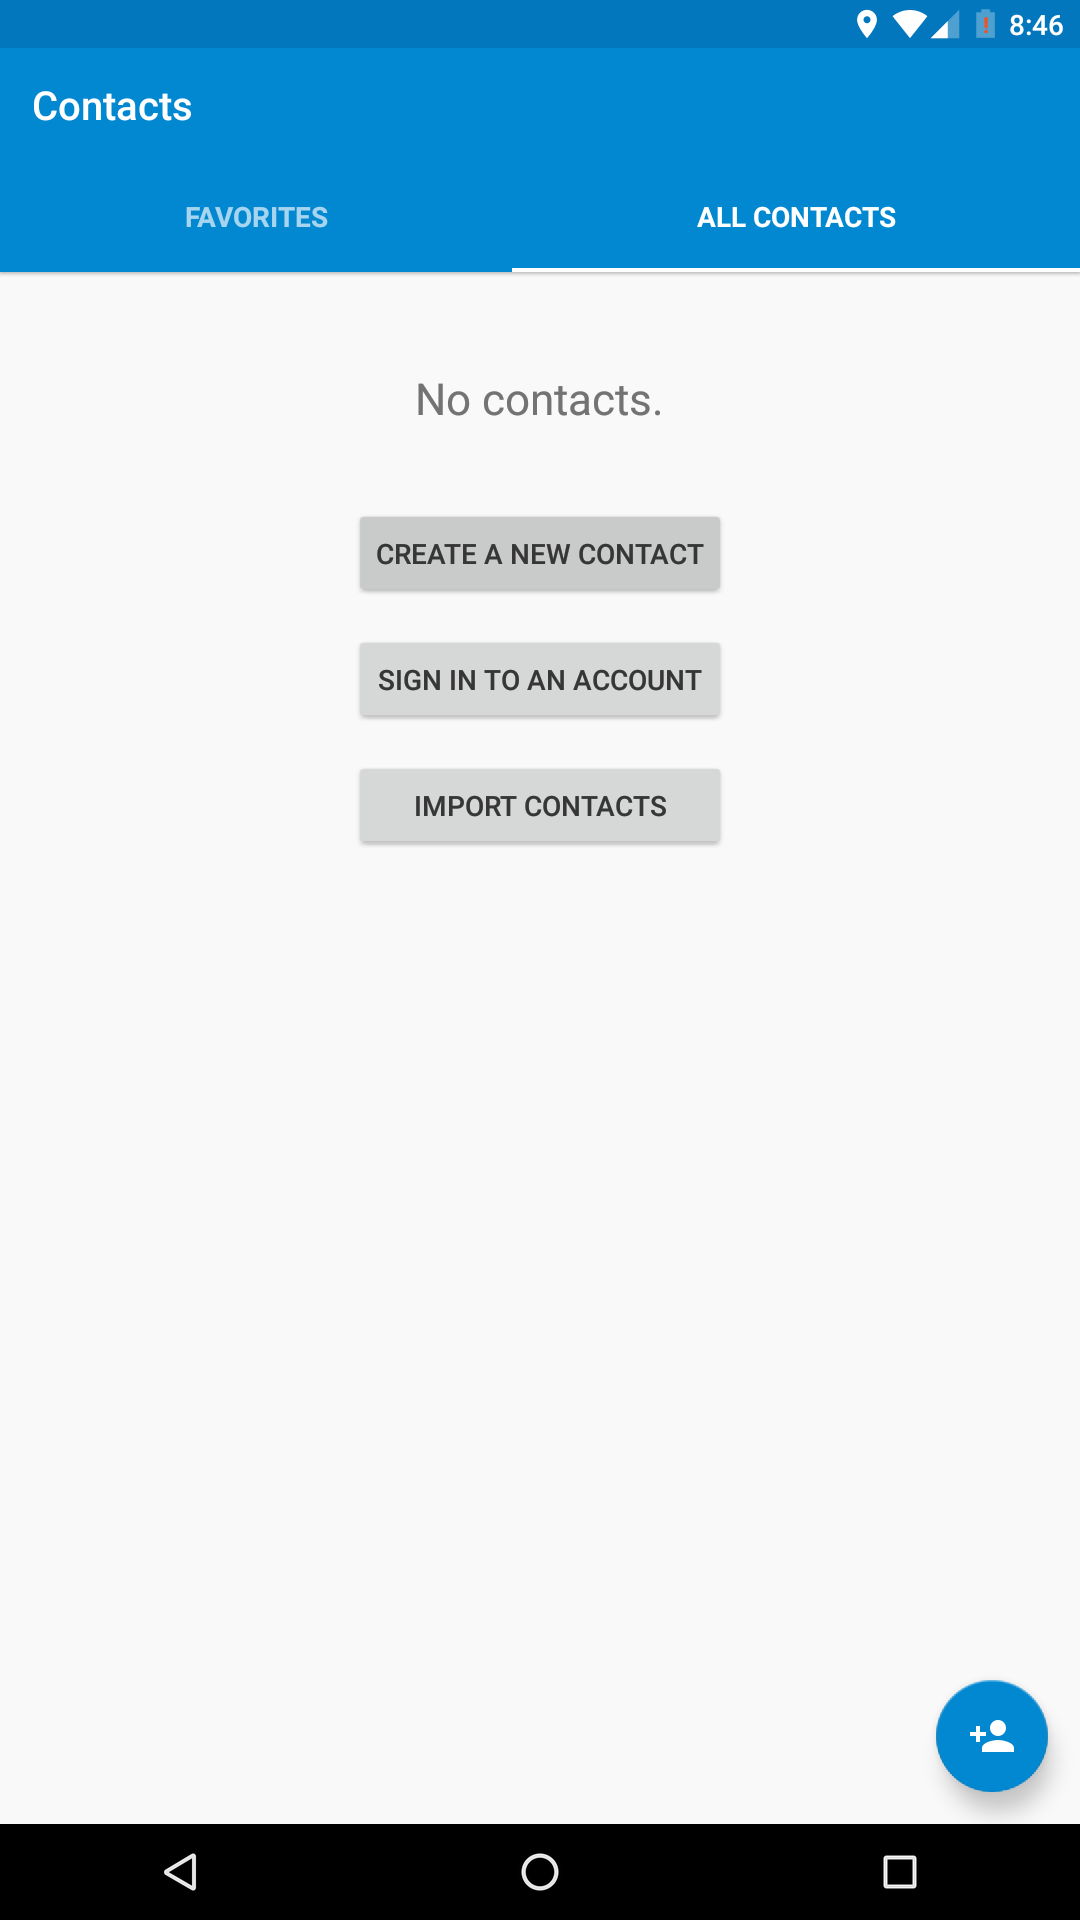 8:46
Contacts
FAVORITES
ALL CONTACTS
No contacts.
CREATE A NEW CONTACT
SIGN IN TO AN ACCOUNT
IMPORT CONTACTS